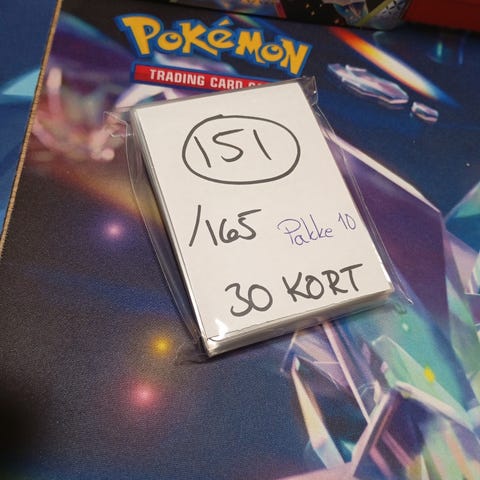 POKÉMON
TRADING CARD
151
/165 Pakke 10
30 KORT